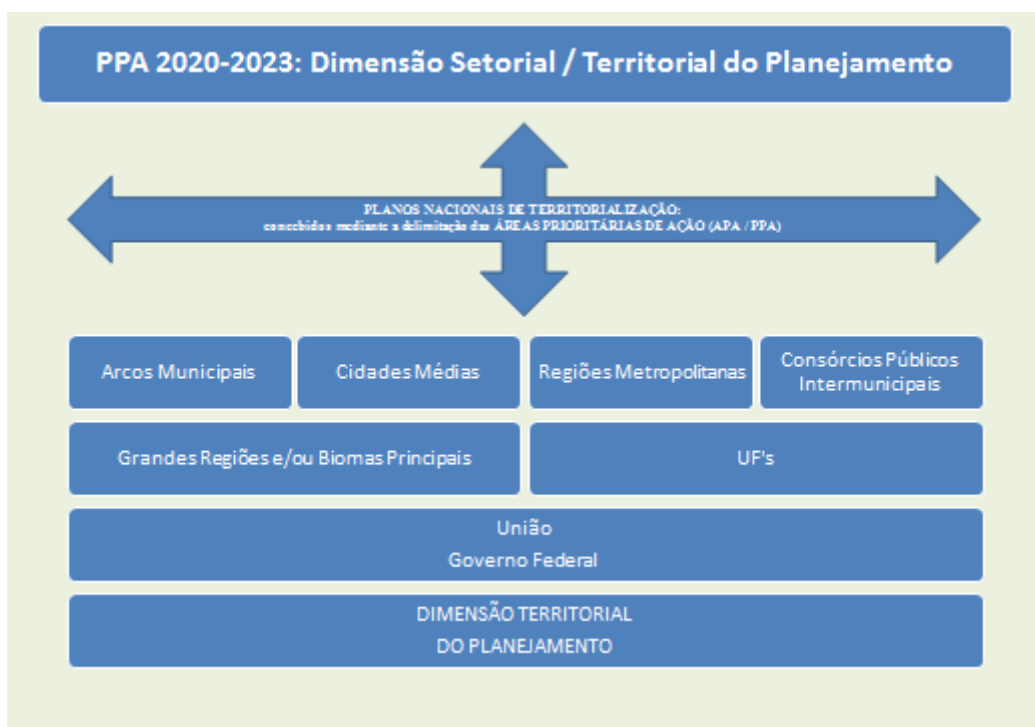 PPA 2020-2023: Dimensão Setorial / Territorial do Planejamento
PLANOS NACIONAIS DE TERRITORIALIZAÇÃO:
concebidos mediante a delimitação das ÁREAS PRIORITÁRIAS DE AÇÃO (APA / PPA)
Arcos Municipais
Cidades Médias
Regiões Metropolitanas
Consórcios Públicos
Intermunicipais
Grandes Regiões e/ou Biomas Principais
UF's
União
Governo Federal
DIMENSÃO TERRITORIAL
DO PLANEJAMENTO